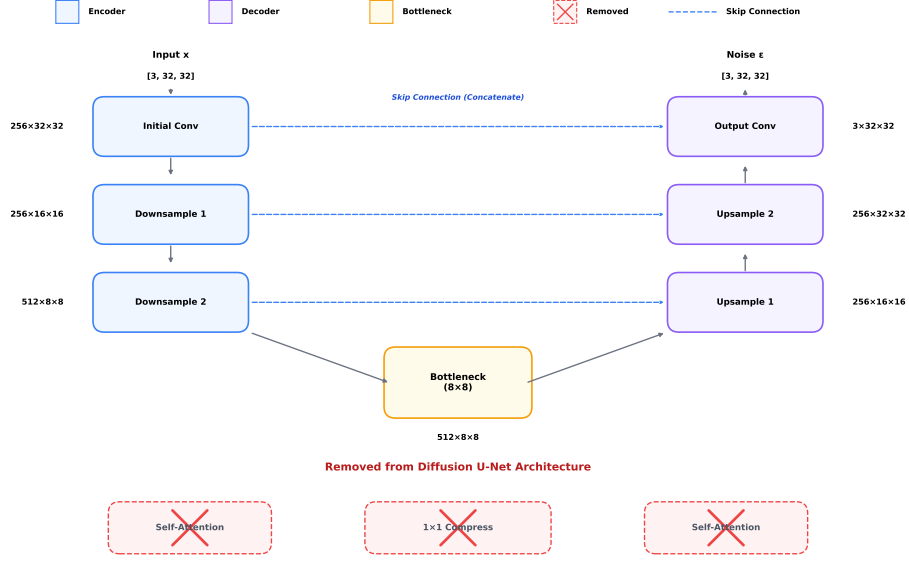 Encoder
Decoder
Bottleneck
Removed
Skip Connection
Input x
Noise ε
[3, 32, 32]
[3, 32, 32]
Skip Connection (Concatenate)
256×32×32
Initial Conv
Output Conv
3×32×32
256×16×16
Downsample 1
Upsample 2
256×32×32
512×8×8
Downsample 2
Upsample 1
256×16×16
Bottleneck
(8×8)
512×8×8
Removed from Diffusion U-Net Architecture
Self-Attention
1×1 Compress
Self-Attention